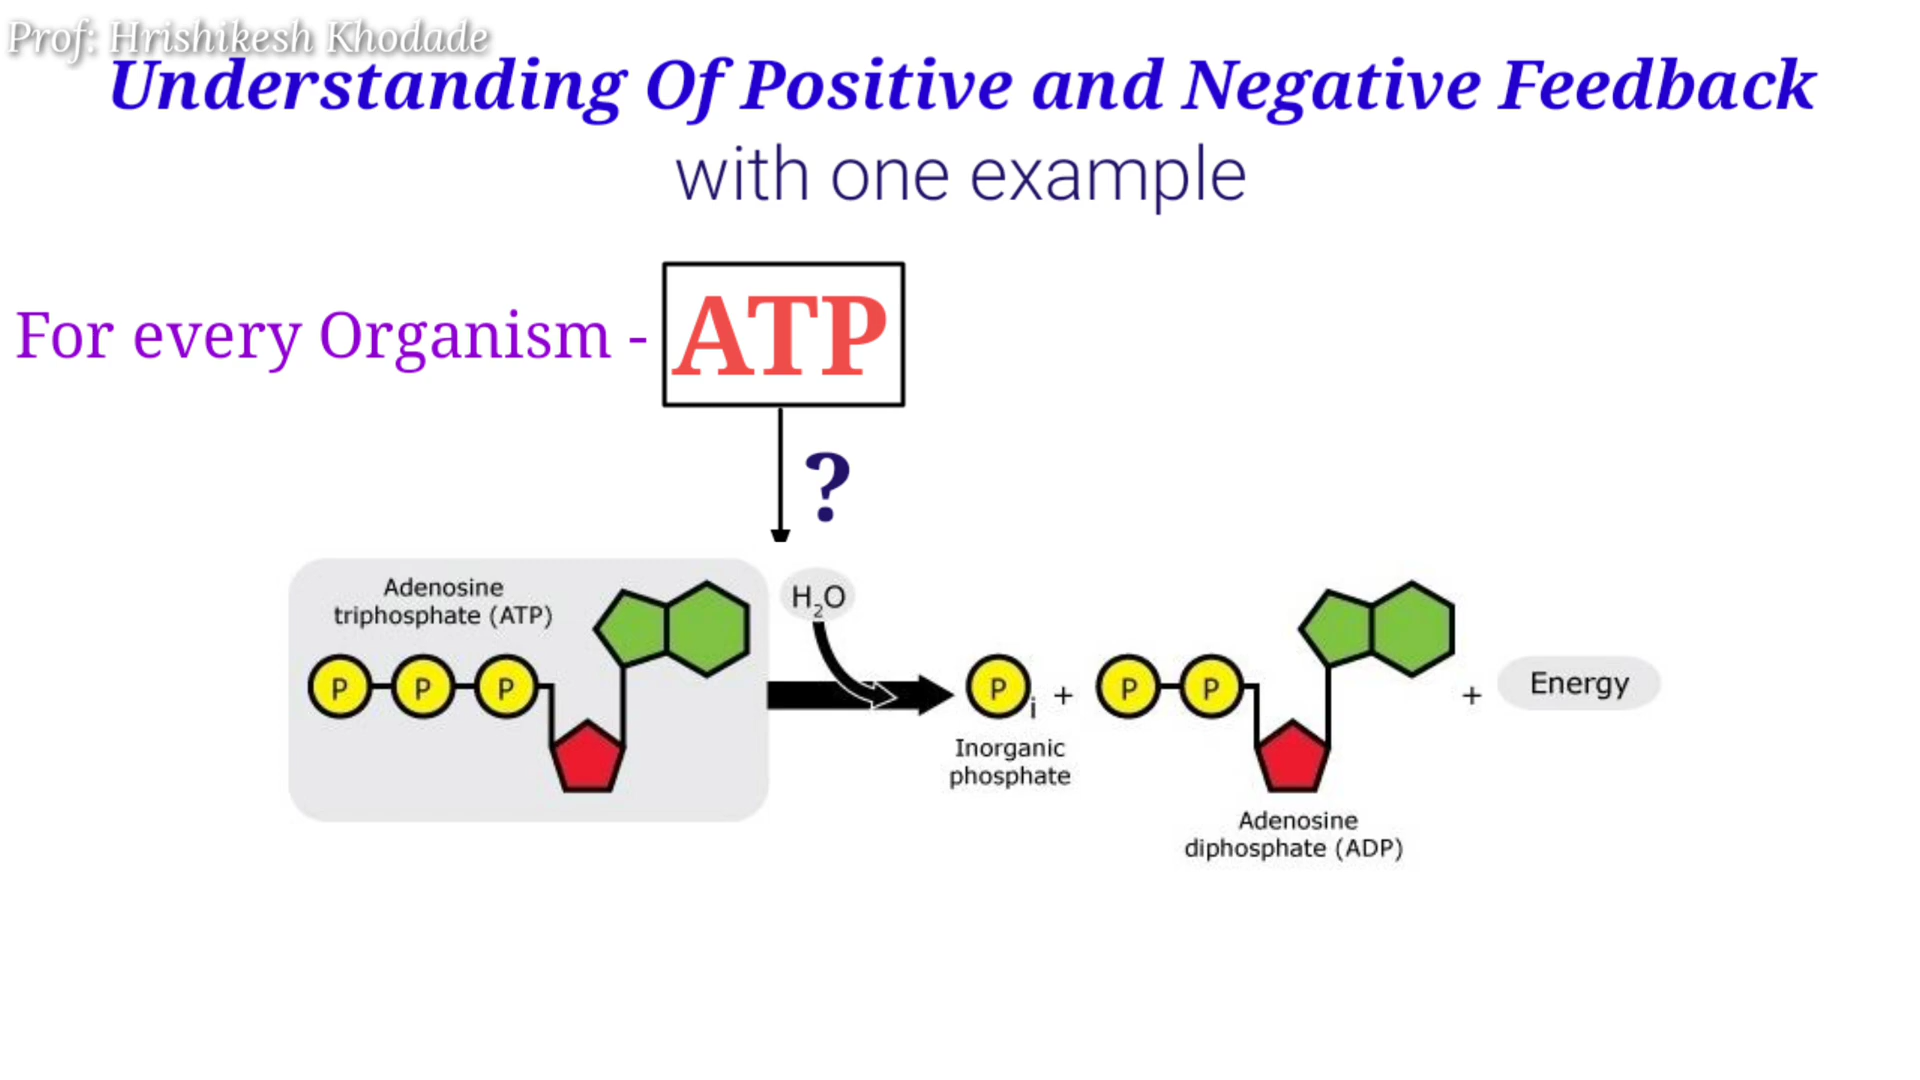 Prof: Hrishikesh Khodade
Understanding Of Positive and Negative Feedback
with one example
For every Organism - ATP
?
Adenosine
triphosphate (ATP)
H₂O
P P P
P i + P P + Energy
Inorganic
phosphate
Adenosine
diphosphate (ADP)